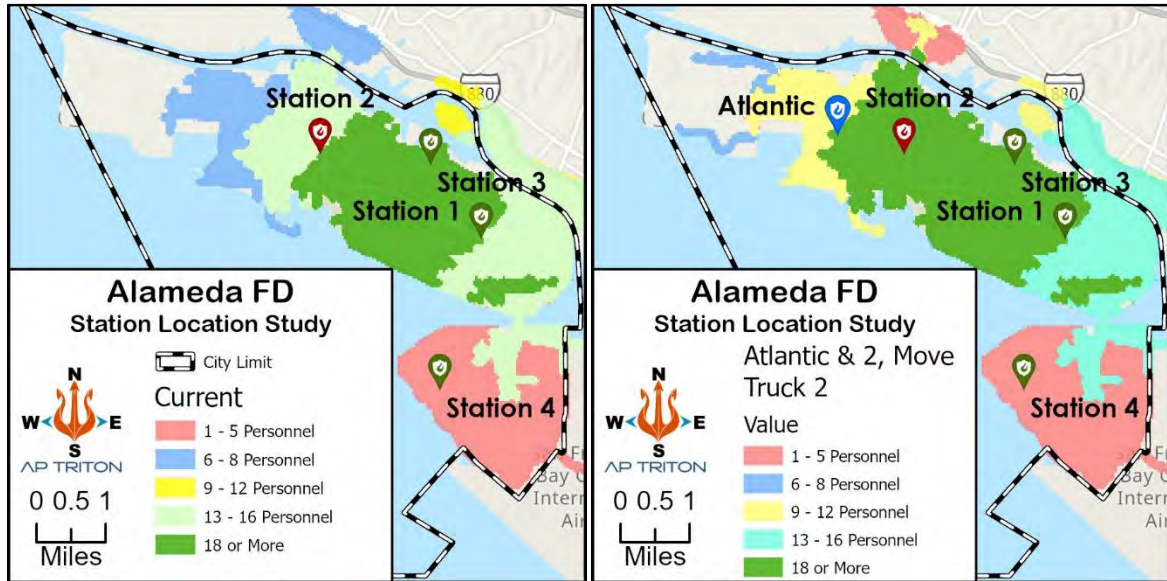 880
Station 2
Station 3
Station 1
Station 4
Alameda FD
Station Location Study
City Limit
Current
1 - 5 Personnel
6 - 8 Personnel
9 - 12 Personnel
13 - 16 Personnel
18 or More
N
W E
S
AP TRITON
0 0.5 1
Miles
880
Atlantic
Station 2
Station 3
Station 1
Station 4
Bay
Alameda FD
Station Location Study
Atlantic & 2, Move
Truck 2
Value
1 - 5 Personnel
6 - 8 Personnel
9 - 12 Personnel
13 - 16 Personnel
18 or More
N
W E
S
AP TRITON
0 0.5 1
Miles